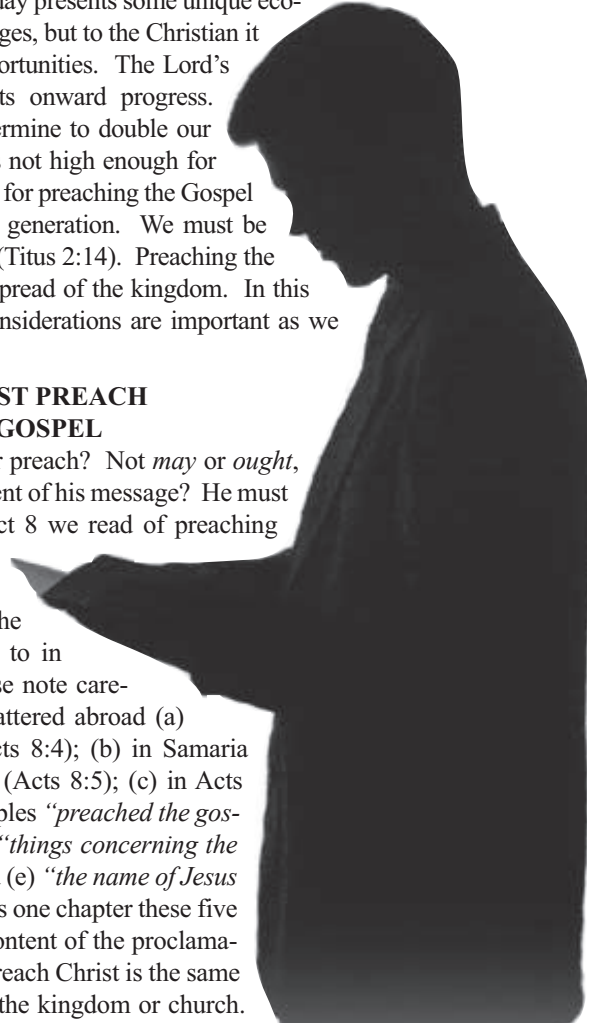 day presents some unique eco-
ges, but to the Christian it
ortunities. The Lord’s
ts onward progress.
ermine to double our
not high enough for
for preaching the Gospel
generation. We must be
(Titus 2:14). Preaching the
pread of the kingdom. In this
nsiderations are important as we
ST PREACH
GOSPEL
r preach? Not may or ought,
ent of his message? He must
ct 8 we read of preaching
he
to in
se note care-
attered abroad (a)
cts 8:4); (b) in Samaria
(Acts 8:5); (c) in Acts
ples “preached the gos-
“things concerning the
(e) “the name of Jesus
s one chapter these five
ontent of the proclama-
reach Christ is the same
the kingdom or church.